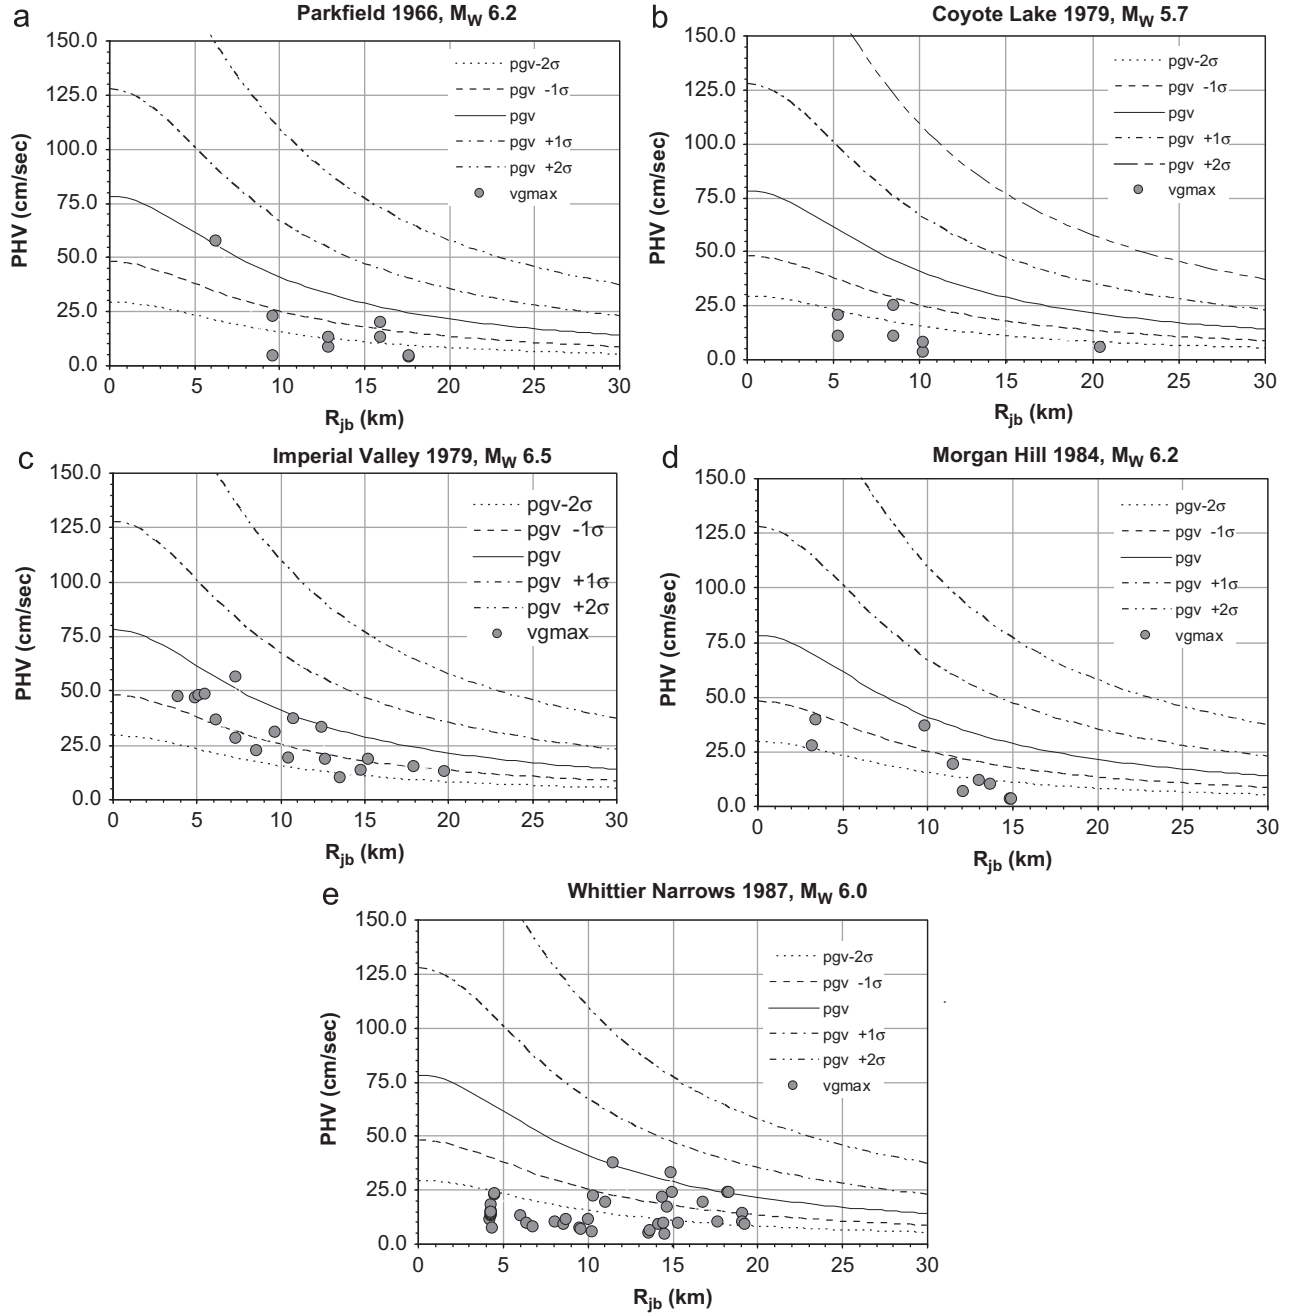 a
Parkfield 1966, MW 6.2
150.0
125.0
100.0
75.0
50.0
25.0
0.0
PHV (cm/sec)
pgv-2σ
pgv -1σ
pgv
pgv +1σ
pgv +2σ
vgmax
0 5 10 15 20 25 30
Rjb (km)
b
Coyote Lake 1979, MW 5.7
150.0
125.0
100.0
75.0
50.0
25.0
0.0
PHV (cm/sec)
pgv-2σ
pgv -1σ
pgv
pgv +1σ
pgv +2σ
vgmax
0 5 10 15 20 25 30
Rjb (km)
c
Imperial Valley 1979, MW 6.5
150.0
125.0
100.0
75.0
50.0
25.0
0.0
PHV (cm/sec)
pgv-2σ
pgv -1σ
pgv
pgv +1σ
pgv +2σ
vgmax
0 5 10 15 20 25 30
Rjb (km)
d
Morgan Hill 1984, MW 6.2
150.0
125.0
100.0
75.0
50.0
25.0
0.0
PHV (cm/sec)
pgv-2σ
pgv -1σ
pgv
pgv +1σ
pgv +2σ
vgmax
0 5 10 15 20 25 30
Rjb (km)
e
Whittier Narrows 1987, MW 6.0
150.0
125.0
100.0
75.0
50.0
25.0
0.0
PHV (cm/sec)
pgv-2σ
pgv -1σ
pgv
pgv +1σ
pgv +2σ
vgmax
0 5 10 15 20 25 30
Rjb (km)